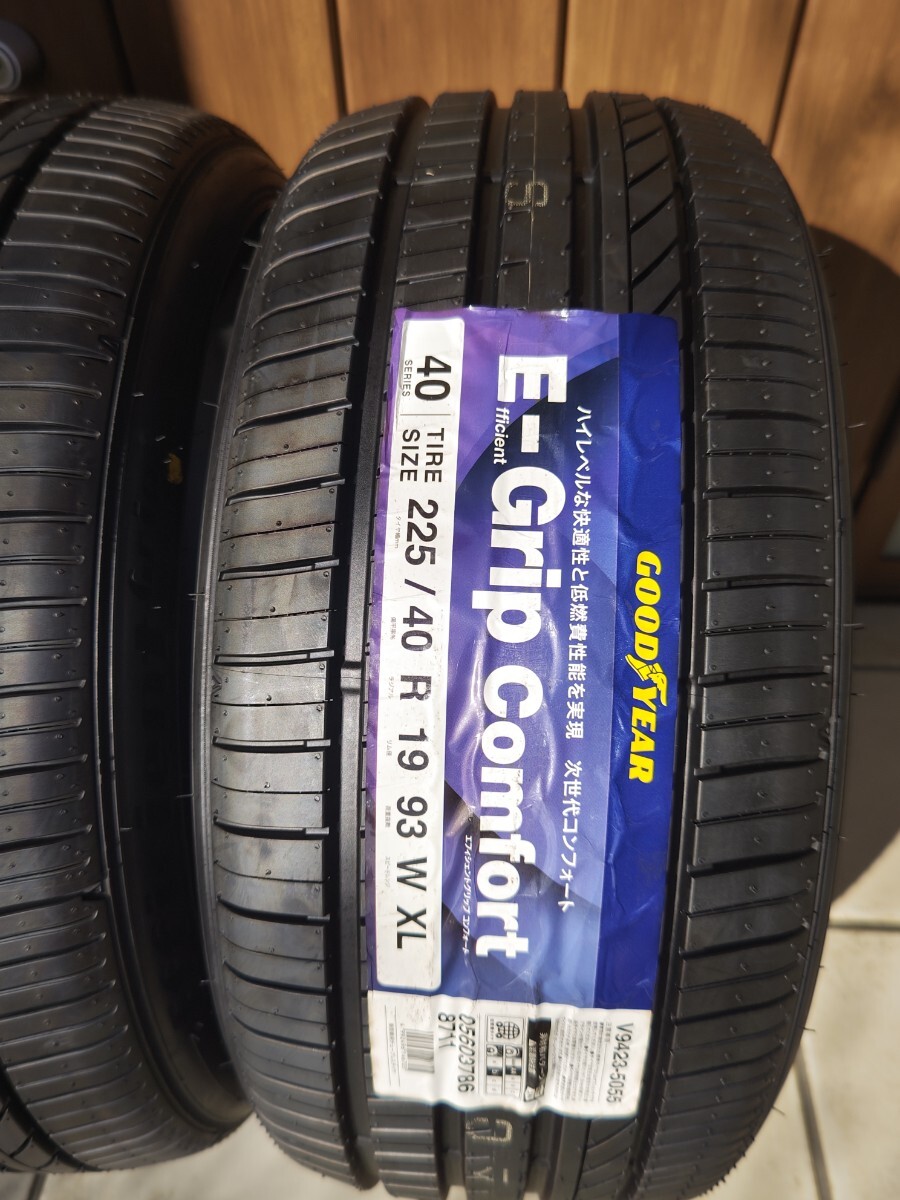 GOODYEAR
ハイレベルな快適性と低燃費性能を実現 次世代コンフォート
E-Grip Comfort
fficient
エフィシェントグリップ コンフォート
40 TIRE 225 / 40 R 19 93 W XL
SERIES SIZE
V9423-5055
05603786
8711